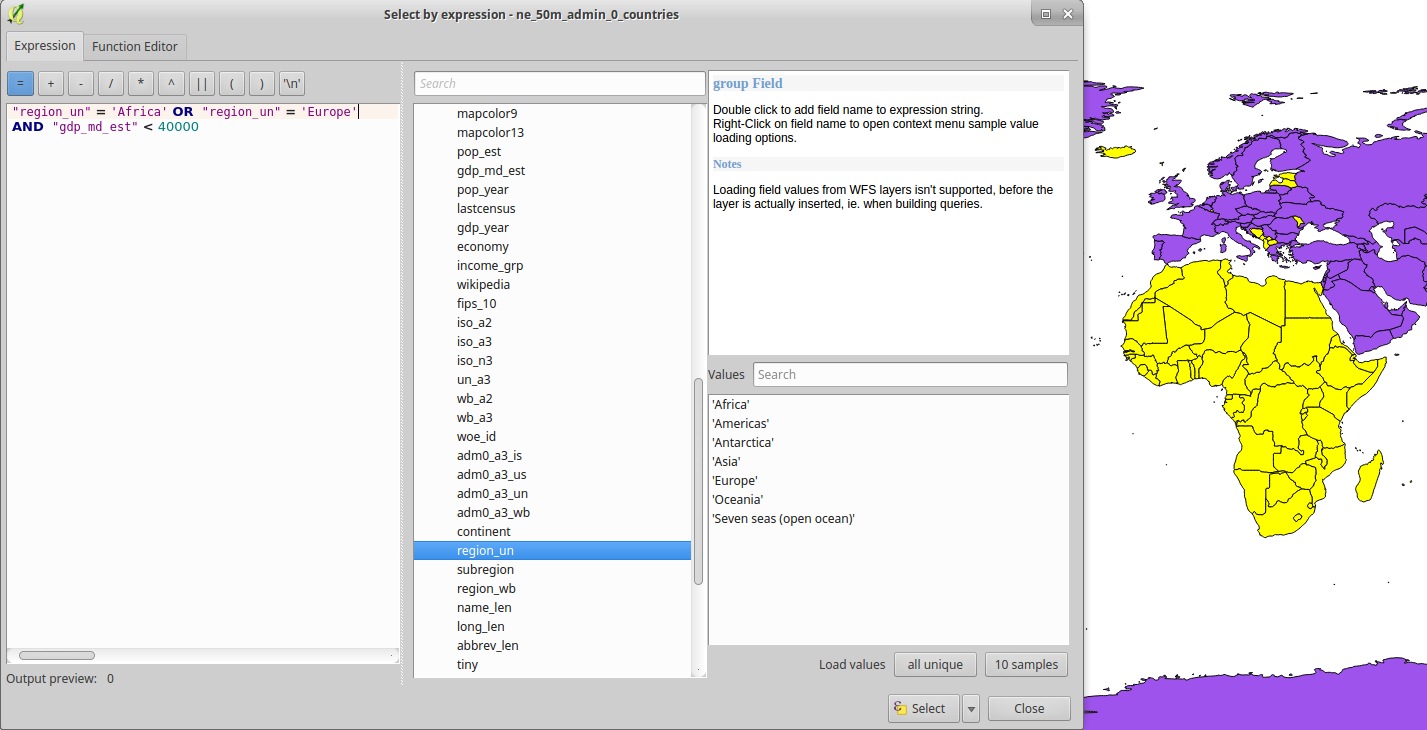 Select by expression - ne_50m_admin_0_countries
Expression
Function Editor
= + - / * ^ || ( ) '\n'
"region_un" = 'Africa' OR "region_un" = 'Europe'
AND "gdp_md_est" < 40000
Output preview: 0
Search
mapcolor9
mapcolor13
pop_est
gdp_md_est
pop_year
lastcensus
gdp_year
economy
income_grp
wikipedia
fips_10
iso_a2
iso_a3
iso_n3
un_a3
wb_a2
wb_a3
woe_id
adm0_a3_is
adm0_a3_us
adm0_a3_un
adm0_a3_wb
continent
region_un
subregion
region_wb
name_len
long_len
abbrev_len
tiny
group Field
Double click to add field name to expression string.
Right-Click on field name to open context menu sample value
loading options.
Notes
Loading field values from WFS layers isn't supported, before the
layer is actually inserted, ie. when building queries.
Values Search
'Africa'
'Americas'
'Antarctica'
'Asia'
'Europe'
'Oceania'
'Seven seas (open ocean)'
Load values all unique 10 samples
Select Close